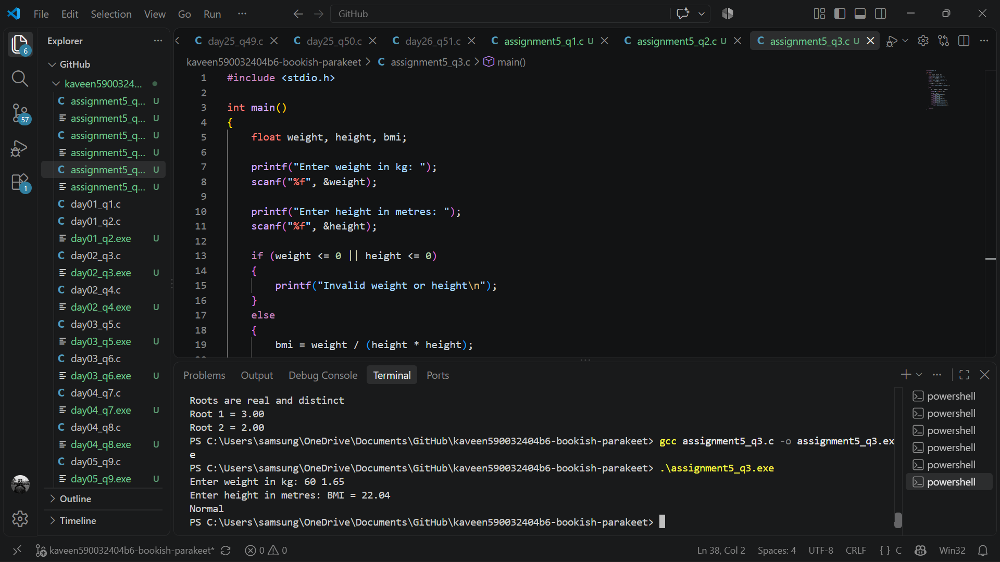 File Edit Selection View Go Run ··· GitHub
Explorer ···
6
57
1
GitHub
kaveen5900324...
assignment5_q... U
assignment5_q... U
assignment5_q... U
assignment5_q... U
assignment5_q... U
assignment5_q... U
day01_q1.c
day01_q2.c
day01_q2.exe U
day02_q3.c
day02_q3.exe U
day02_q4.c
day02_q4.exe U
day03_q5.c
day03_q5.exe U
day03_q6.c
day03_q6.exe U
day04_q7.c
day04_q7.exe U
day04_q8.c
day04_q8.exe U
day05_q9.c
day05_q9.exe U
Outline
Timeline
C day25_q49.c C day25_q50.c C day26_q51.c C assignment5_q1.c U C assignment5_q2.c U C assignment5_q3.c U
kaveen590032404b6-bookish-parakeet > C assignment5_q3.c > main()
1 #include <stdio.h>
2
3 int main()
4 {
5 float weight, height, bmi;
6
7 printf("Enter weight in kg: ");
8 scanf("%f", &weight);
9
10 printf("Enter height in metres: ");
11 scanf("%f", &height);
12
13 if (weight <= 0 || height <= 0)
14 {
15 printf("Invalid weight or height\n");
16 }
17 else
18 {
19 bmi = weight / (height * height);
Problems Output Debug Console Terminal Ports
Roots are real and distinct
Root 1 = 3.00
Root 2 = 2.00
PS C:\Users\samsung\OneDrive\Documents\GitHub\kaveen590032404b6-bookish-parakeet> gcc assignment5_q3.c -o assignment5_q3.ex
e
PS C:\Users\samsung\OneDrive\Documents\GitHub\kaveen590032404b6-bookish-parakeet> .\assignment5_q3.exe
Enter weight in kg: 60 1.65
Enter height in metres: BMI = 22.04
Normal
PS C:\Users\samsung\OneDrive\Documents\GitHub\kaveen590032404b6-bookish-parakeet>
powershell
powershell
powershell
powershell
powershell
powershell
kaveen590032404b6-bookish-parakeet* 0 0 Ln 38, Col 2 Spaces: 4 UTF-8 CRLF {} C Win32